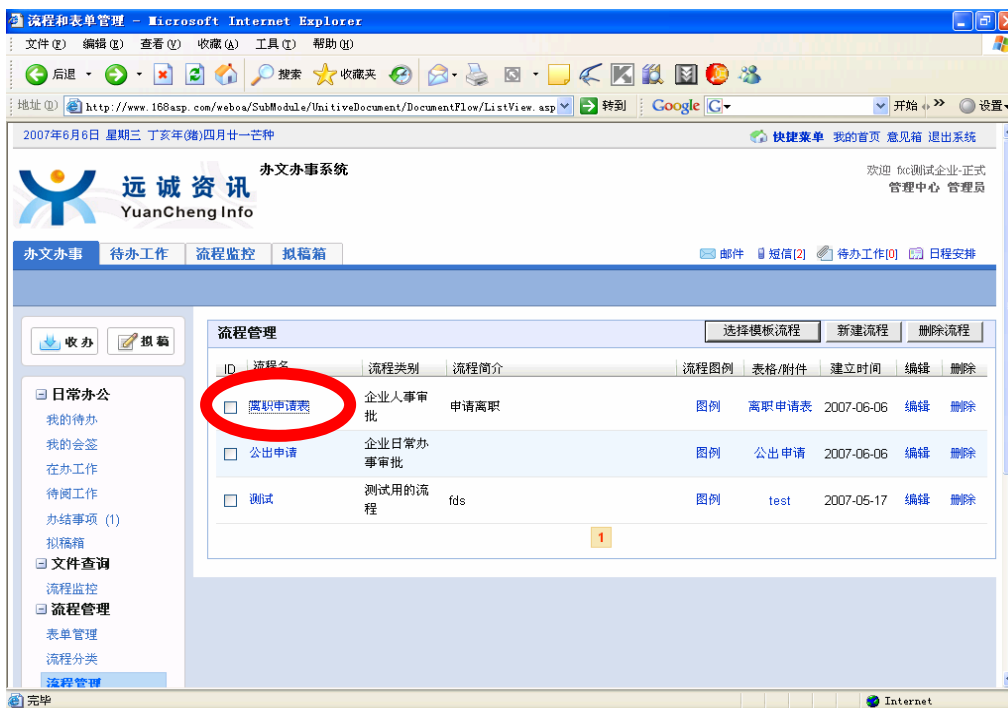 流程和表单管理 - Microsoft Internet Explorer
文件(F) 编辑(E) 查看(V) 收藏(A) 工具(T) 帮助(H)
后退 搜索 收藏夹
地址(D) http://www.168asp.com/weboa/SubModule/UnitiveDocument/DocumentFlow/ListView.asp 转到 Google G 开始 » 设置
2007年6月6日 星期三 丁亥年(猪)四月廿一芒种 快捷菜单 我的首页 意见箱 退出系统
远诚资讯 办文办事系统 欢迎 fxc测试企业-正式
YuanCheng Info 管理中心 管理员
办文办事 待办工作 流程监控 拟稿箱 邮件 短信[2] 待办工作[0] 日程安排
收办 拟稿
流程管理 选择模板流程 新建流程 删除流程
ID 流程名 流程类别 流程简介 流程图例 表格/附件 建立时间 编辑 删除
离职申请表 企业人事审批 申请离职 图例 离职申请表 2007-06-06 编辑 删除
公出申请 企业日常办事审批 图例 公出申请 2007-06-06 编辑 删除
测试 测试用的流程 fds 图例 test 2007-05-17 编辑 删除
1
日常办公
我的待办
我的会签
在办工作
待阅工作
办结事项 (1)
拟稿箱
文件查询
流程监控
流程管理
表单管理
流程分类
流程管理
完毕 Internet